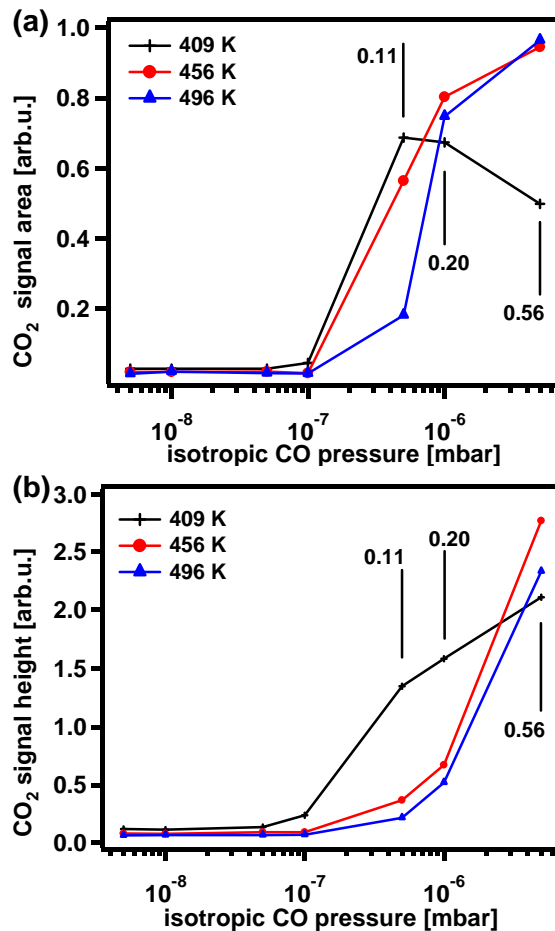 (a)
409 K
456 K
496 K
0.11
0.20
0.56
1.0
0.8
0.6
0.4
0.2
CO₂ signal area [arb.u.]
10⁻⁸
10⁻⁷
10⁻⁶
isotropic CO pressure [mbar]
(b)
409 K
456 K
496 K
0.11
0.20
0.56
3.0
2.5
2.0
1.5
1.0
0.5
0.0
CO₂ signal height [arb.u.]
10⁻⁸
10⁻⁷
10⁻⁶
isotropic CO pressure [mbar]